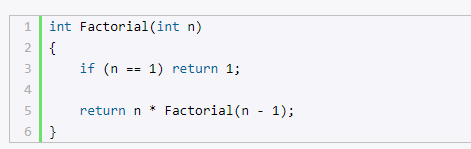 1 int Factorial(int n)
2 {
3     if (n == 1) return 1;
4
5     return n * Factorial(n - 1);
6 }